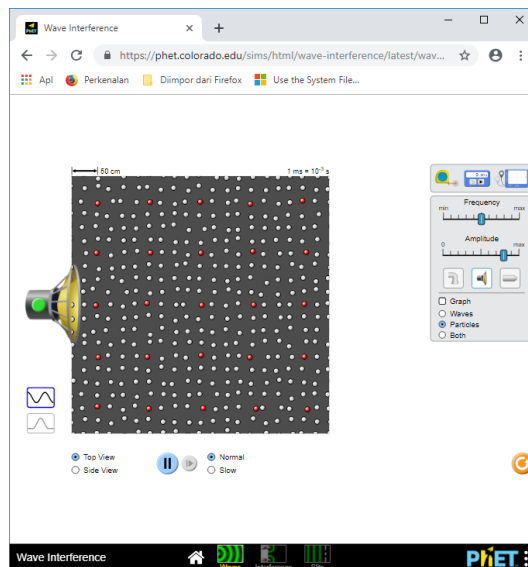 Wave Interference
https://phet.colorado.edu/sims/html/wave-interference/latest/wav...
Apl Perkenalan Diimpor dari Firefox Use the System File...
50 cm 1 ms = 10⁻³ s
Frequency
min max
Amplitude
0 max
Graph
Waves
Particles
Both
Top View Normal
Side View Slow
Wave Interference Waves Interference Slits PhET